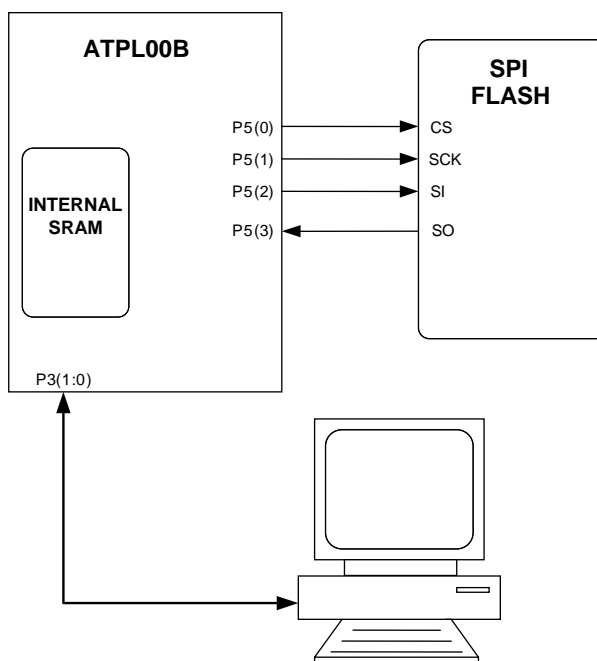 ATPL00B
SPI
FLASH
P5(0)
CS
P5(1)
SCK
P5(2)
SI
P5(3)
SO
INTERNAL
SRAM
P3(1:0)